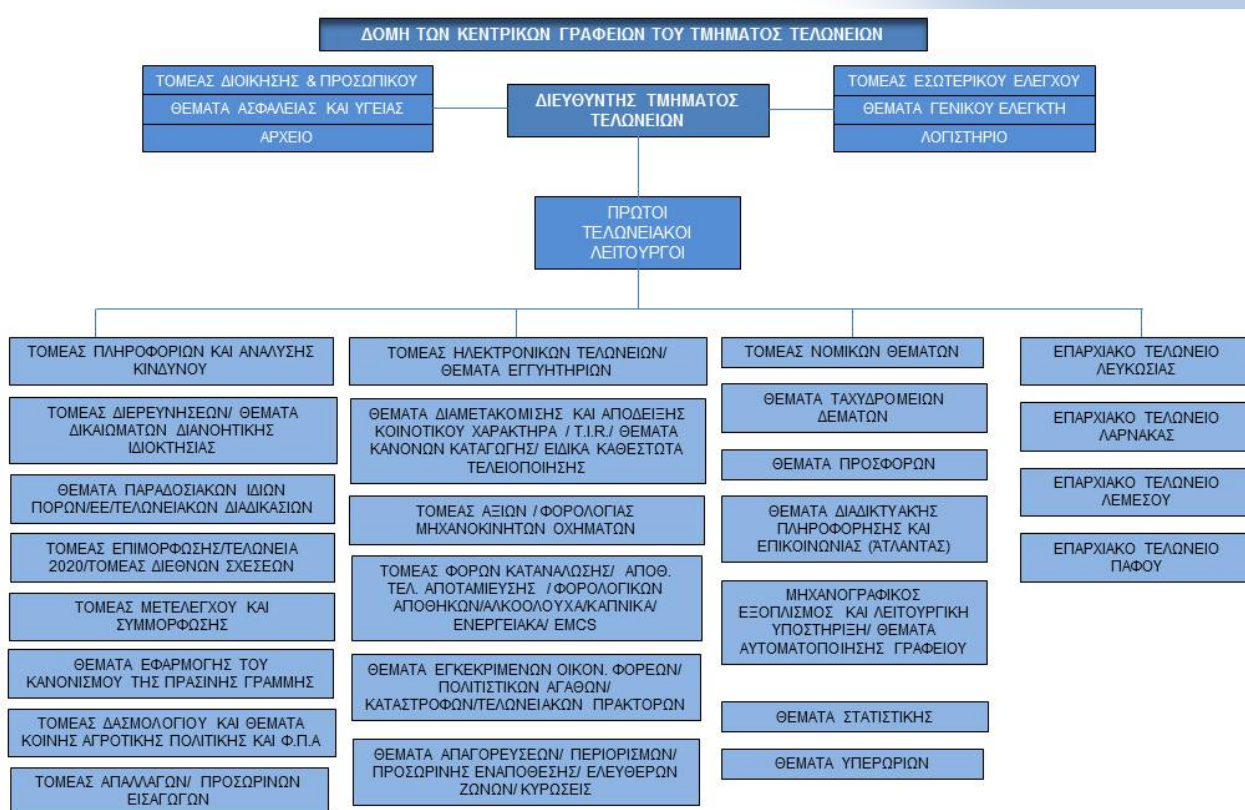 ΔΟΜΗ ΤΩΝ ΚΕΝΤΡΙΚΩΝ ΓΡΑΦΕΙΩΝ ΤΟΥ ΤΜΗΜΑΤΟΣ ΤΕΛΩΝΕΙΩΝ
ΤΟΜΕΑΣ ΔΙΟΙΚΗΣΗΣ & ΠΡΟΣΩΠΙΚΟΥ
ΘΕΜΑΤΑ ΑΣΦΑΛΕΙΑΣ ΚΑΙ ΥΓΕΙΑΣ
ΑΡΧΕΙΟ
ΔΙΕΥΘΥΝΤΗΣ ΤΜΗΜΑΤΟΣ
ΤΕΛΩΝΕΙΩΝ
ΤΟΜΕΑΣ ΕΣΩΤΕΡΙΚΟΥ ΕΛΕΓΧΟΥ
ΘΕΜΑΤΑ ΓΕΝΙΚΟΥ ΕΛΕΓΚΤΗ
ΛΟΓΙΣΤΗΡΙΟ
ΠΡΩΤΟΙ
ΤΕΛΩΝΕΙΑΚΟΙ
ΛΕΙΤΟΥΡΓΟΙ
ΤΟΜΕΑΣ ΠΛΗΡΟΦΟΡΙΩΝ ΚΑΙ ΑΝΑΛΥΣΗΣ
ΚΙΝΔΥΝΟΥ
ΤΟΜΕΑΣ ΔΙΕΡΕΥΝΗΣΕΩΝ/ ΘΕΜΑΤΑ
ΔΙΚΑΙΩΜΑΤΩΝ ΔΙΑΝΟΗΤΙΚΗΣ
ΙΔΙΟΚΤΗΣΙΑΣ
ΘΕΜΑΤΑ ΠΑΡΑΔΟΣΙΑΚΩΝ ΙΔΙΩΝ
ΠΟΡΩΝ/ΕΕ/ΤΕΛΩΝΕΙΑΚΩΝ ΔΙΑΔΙΚΑΣΙΩΝ
ΤΟΜΕΑΣ ΕΠΙΜΟΡΦΩΣΗΣ/ΤΕΛΩΝΕΙΑ
2020/ΤΟΜΕΑΣ ΔΙΕΘΝΩΝ ΣΧΕΣΕΩΝ
ΤΟΜΕΑΣ ΜΕΤΕΛΕΓΧΟΥ ΚΑΙ
ΣΥΜΜΟΡΦΩΣΗΣ
ΘΕΜΑΤΑ ΕΦΑΡΜΟΓΗΣ ΤΟΥ
ΚΑΝΟΝΙΣΜΟΥ ΤΗΣ ΠΡΑΣΙΝΗΣ ΓΡΑΜΜΗΣ
ΤΟΜΕΑΣ ΔΑΣΜΟΛΟΓΙΟΥ ΚΑΙ ΘΕΜΑΤΑ
ΚΟΙΝΗΣ ΑΓΡΟΤΙΚΗΣ ΠΟΛΙΤΙΚΗΣ ΚΑΙ Φ.Π.Α
ΤΟΜΕΑΣ ΑΠΑΛΛΑΓΩΝ/ ΠΡΟΣΩΡΙΝΩΝ
ΕΙΣΑΓΩΓΩΝ
ΤΟΜΕΑΣ ΗΛΕΚΤΡΟΝΙΚΩΝ ΤΕΛΩΝΕΙΩΝ/
ΘΕΜΑΤΑ ΕΓΓΥΗΤΗΡΙΩΝ
ΘΕΜΑΤΑ ΔΙΑΜΕΤΑΚΟΜΙΣΗΣ ΚΑΙ ΑΠΟΔΕΙΞΗΣ
ΚΟΙΝΟΤΙΚΟΥ ΧΑΡΑΚΤΗΡΑ / T.I.R./ ΘΕΜΑΤΑ
ΚΑΝΟΝΩΝ ΚΑΤΑΓΩΓΗΣ/ ΕΙΔΙΚΑ ΚΑΘΕΣΤΩΤΑ
ΤΕΛΕΙΟΠΟΙΗΣΗΣ
ΤΟΜΕΑΣ ΑΞΙΩΝ / ΦΟΡΟΛΟΓΙΑΣ
ΜΗΧΑΝΟΚΙΝΗΤΩΝ ΟΧΗΜΑΤΩΝ
ΤΟΜΕΑΣ ΦΟΡΩΝ ΚΑΤΑΝΑΛΩΣΗΣ/ ΑΠΟΘ.
ΤΕΛ. ΑΠΟΤΑΜΙΕΥΣΗΣ / ΦΟΡΟΛΟΓΙΚΩΝ
ΑΠΟΘΗΚΩΝ/ΑΛΚΟΟΛΟΥΧΑ/ΚΑΠΝΙΚΑ/
ΕΝΕΡΓΕΙΑΚΑ/ EMCS
ΘΕΜΑΤΑ ΕΓΚΕΚΡΙΜΕΝΩΝ ΟΙΚΟΝ. ΦΟΡΕΩΝ/
ΠΟΛΙΤΙΣΤΙΚΩΝ ΑΓΑΘΩΝ/
ΚΑΤΑΣΤΡΟΦΩΝ/ΤΕΛΩΝΕΙΑΚΩΝ ΠΡΑΚΤΟΡΩΝ
ΘΕΜΑΤΑ ΑΠΑΓΟΡΕΥΣΕΩΝ/ ΠΕΡΙΟΡΙΣΜΩΝ/
ΠΡΟΣΩΡΙΝΗΣ ΕΝΑΠΟΘΕΣΗΣ/ ΕΛΕΥΘΕΡΩΝ
ΖΩΝΩΝ/ ΚΥΡΩΣΕΙΣ
ΤΟΜΕΑΣ ΝΟΜΙΚΩΝ ΘΕΜΑΤΩΝ
ΘΕΜΑΤΑ ΤΑΧΥΔΡΟΜΕΙΩΝ
ΔΕΜΑΤΩΝ
ΘΕΜΑΤΑ ΠΡΟΣΦΟΡΩΝ
ΘΕΜΑΤΑ ΔΙΑΔΙΚΤΥΑΚΉΣ
ΠΛΗΡΟΦΟΡΗΣΗΣ ΚΑΙ
ΕΠΙΚΟΙΝΩΝΙΑΣ (ΆΤΛΑΝΤΑΣ)
ΜΗΧΑΝΟΓΡΑΦΙΚΟΣ
ΕΞΟΠΛΙΣΜΟΣ ΚΑΙ ΛΕΙΤΟΥΡΓΙΚΗ
ΥΠΟΣΤΗΡΙΞΗ/ ΘΕΜΑΤΑ
ΑΥΤΟΜΑΤΟΠΟΙΗΣΗΣ ΓΡΑΦΕΙΟΥ
ΘΕΜΑΤΑ ΣΤΑΤΙΣΤΙΚΗΣ
ΘΕΜΑΤΑ ΥΠΕΡΩΡΙΩΝ
ΕΠΑΡΧΙΑΚΟ ΤΕΛΩΝΕΙΟ
ΛΕΥΚΩΣΙΑΣ
ΕΠΑΡΧΙΑΚΟ ΤΕΛΩΝΕΙΟ
ΛΑΡΝΑΚΑΣ
ΕΠΑΡΧΙΑΚΟ ΤΕΛΩΝΕΙΟ
ΛΕΜΕΣΟΥ
ΕΠΑΡΧΙΑΚΟ ΤΕΛΩΝΕΙΟ
ΠΑΦΟΥ